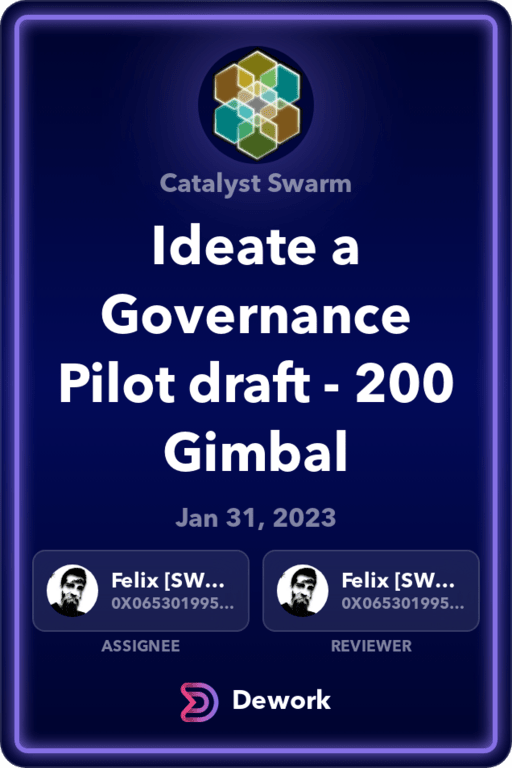 Catalyst Swarm
Ideate a
Governance
Pilot draft - 200
Gimbal
Jan 31, 2023
Felix [SW...
0X065301995...
ASSIGNEE
Felix [SW...
0X065301995...
REVIEWER
Dework